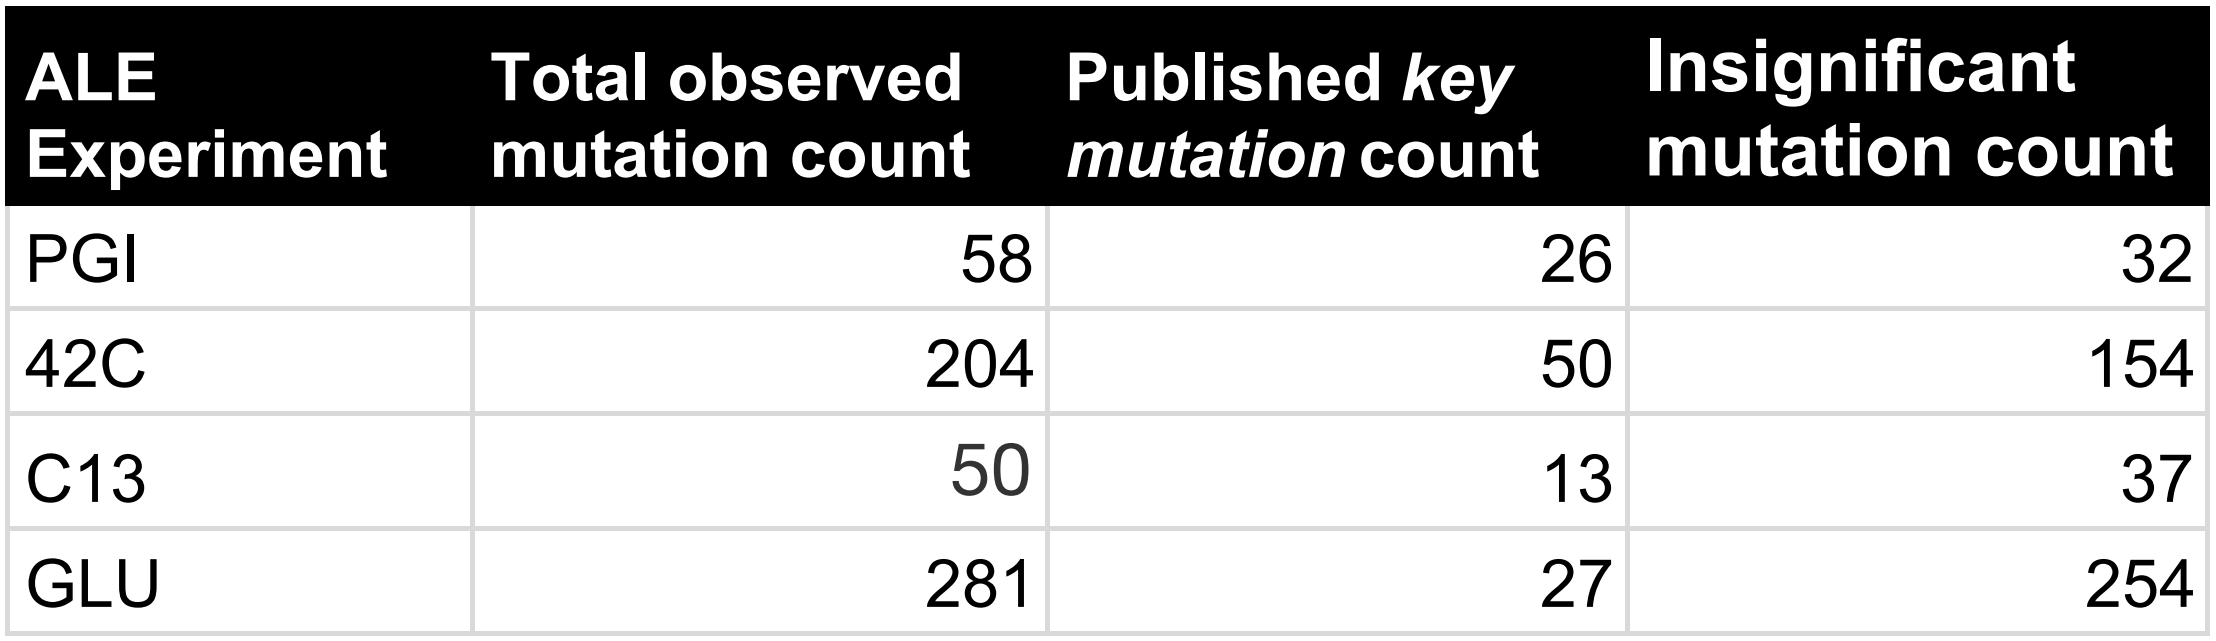 ALE Experiment Total observed mutation count Published key mutation count Insignificant mutation count
PGI 58 26 32
42C 204 50 154
C13 50 13 37
GLU 281 27 254